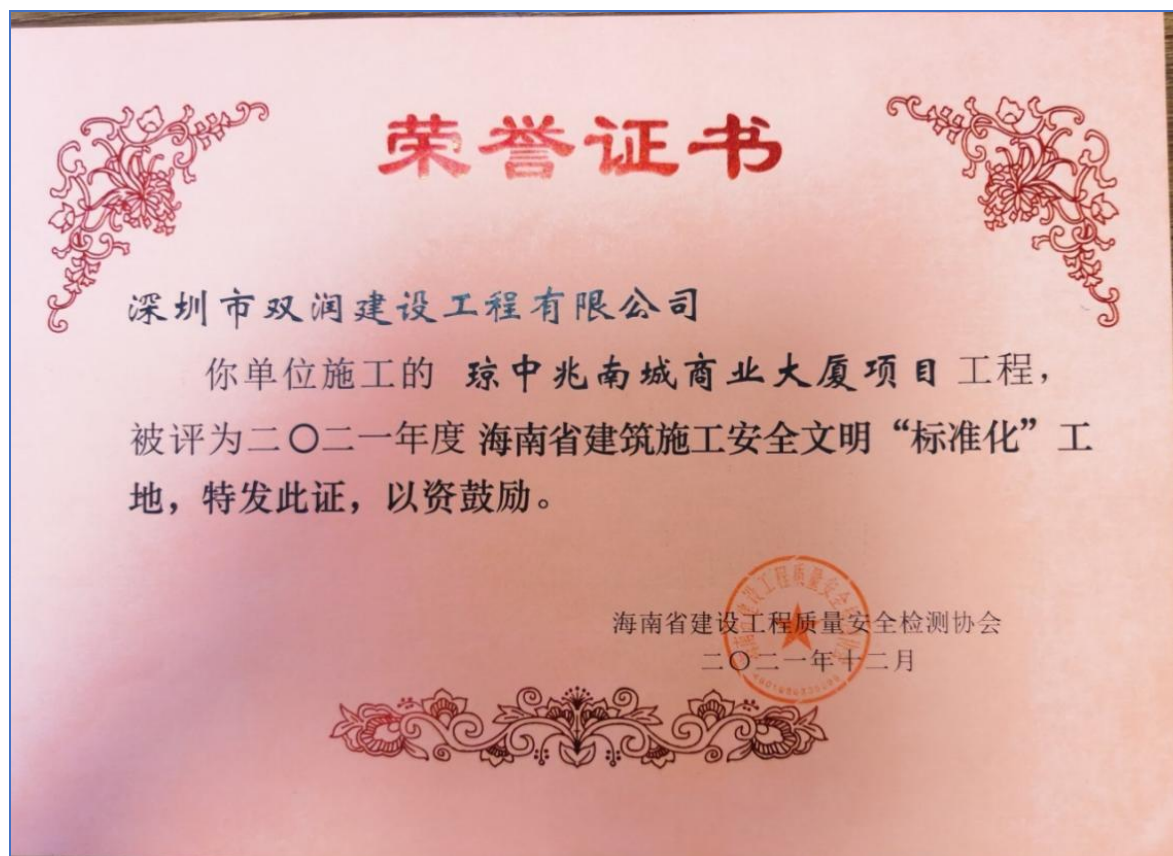 荣誉证书
深圳市双润建设工程有限公司
你单位施工的 琼中兆南城商业大厦项目 工程，
被评为二〇二一年度 海南省建筑施工安全文明“标准化”工
地，特发此证，以资鼓励。
海南省建设工程质量安全检测协会
二〇二一年十二月